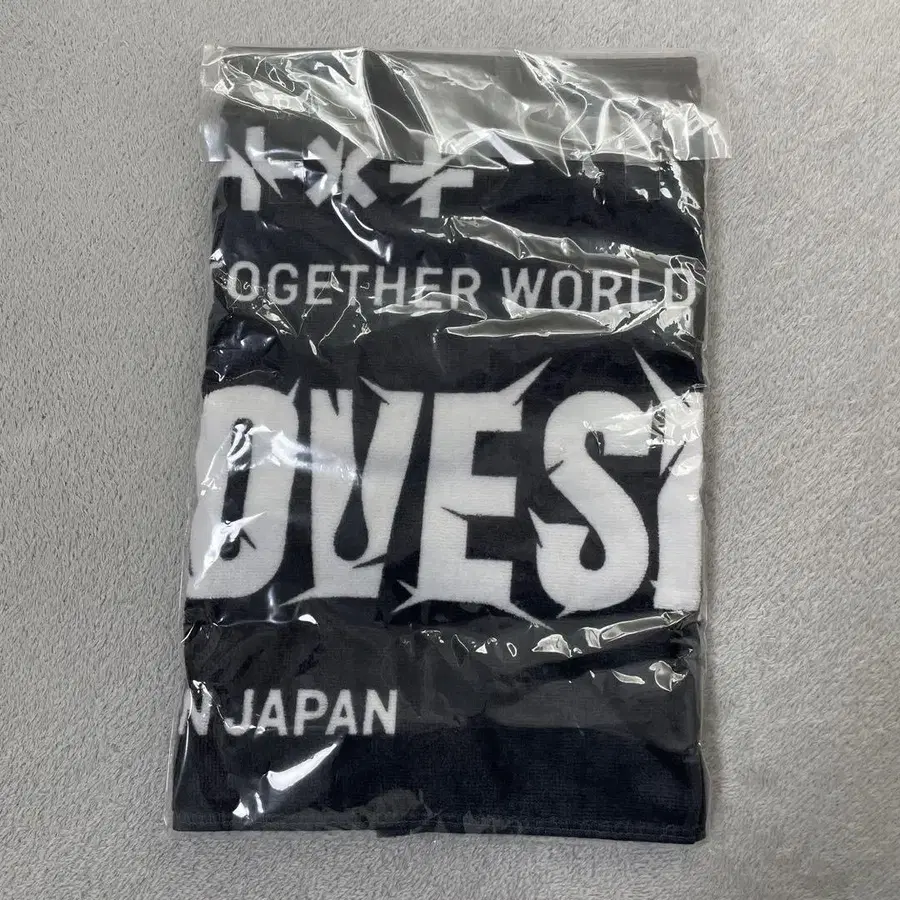 OGETHER WORLD
OVES
N JAPAN